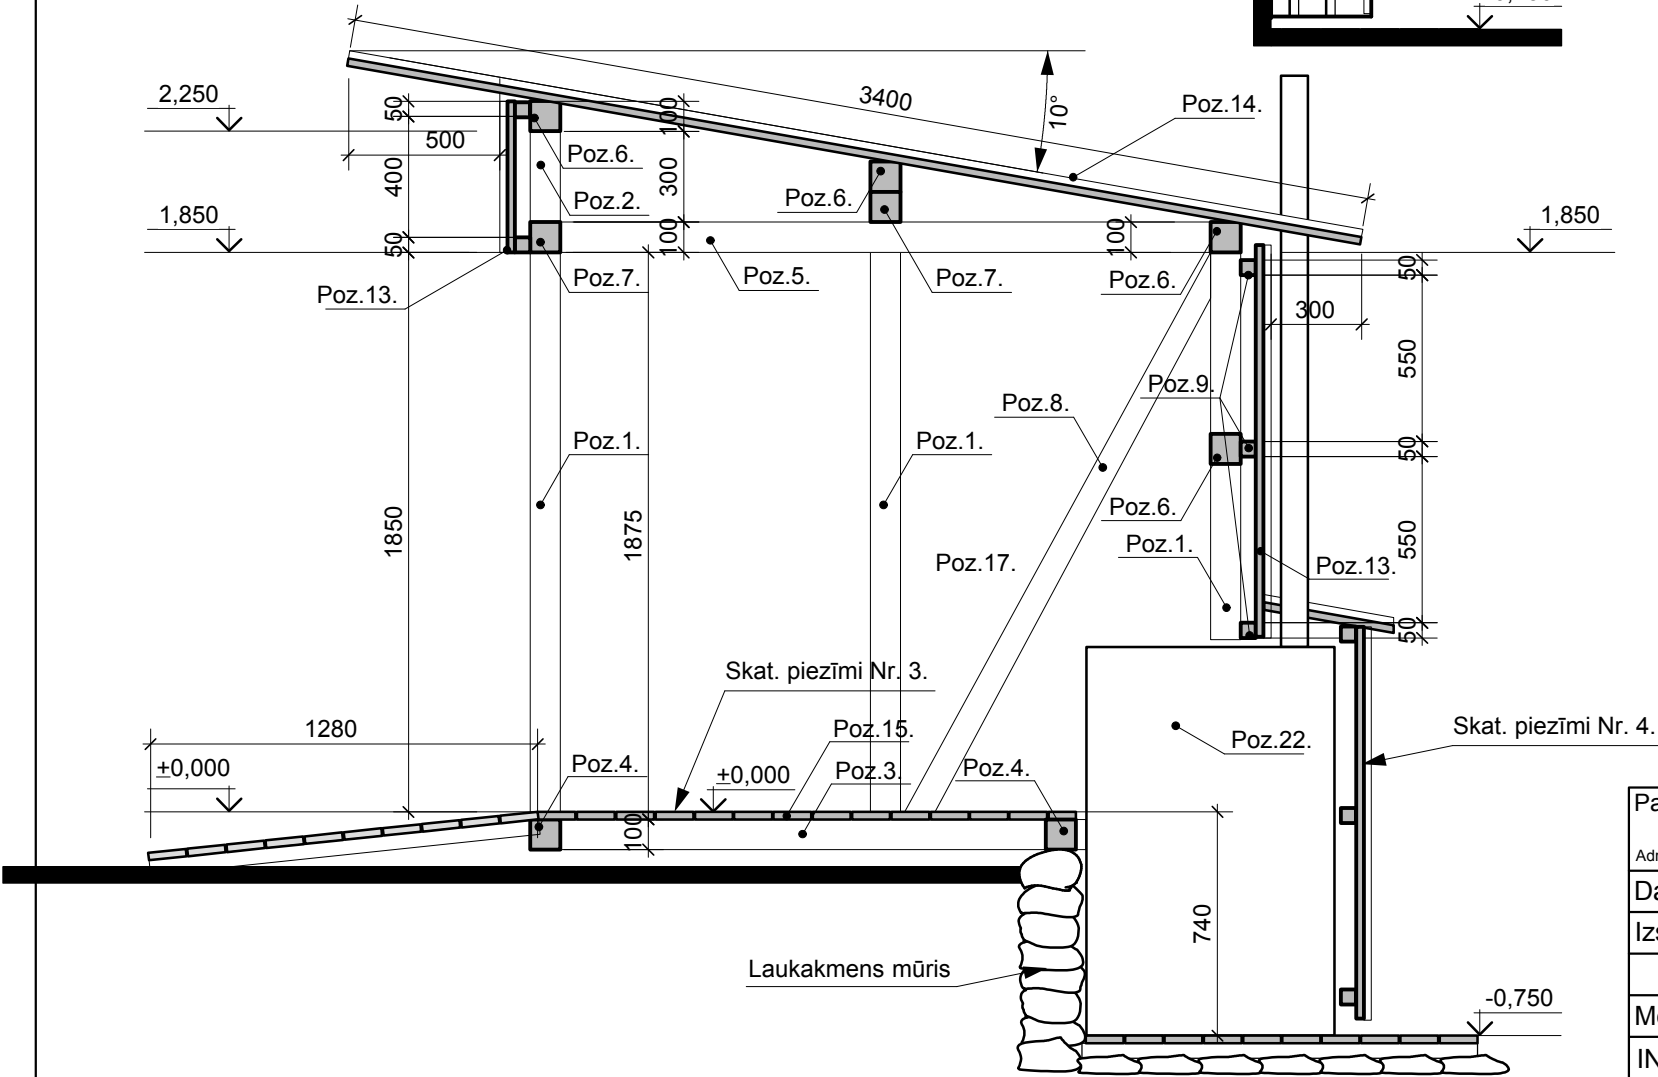 3400
10°
Poz.14.
2,250
50
100
500
Poz.6.
400
300
Poz.2.
Poz.6.
1,850
1,850
50
100
100
Poz.7.
Poz.5.
Poz.7.
Poz.6.
50
Poz.13.
300
550
Poz.9.
Poz.8.
Poz.1.
Poz.1.
50
Poz.6.
1850
1875
Poz.1.
550
Poz.17.
Poz.13.
50
Skat. piezīmi Nr. 3.
1280
Poz.15.
Poz.22.
Skat. piezīmi Nr. 4.
±0,000
Poz.4.
±0,000
Poz.3.
Poz.4.
100
740
Laukakmens mūris
-0,750